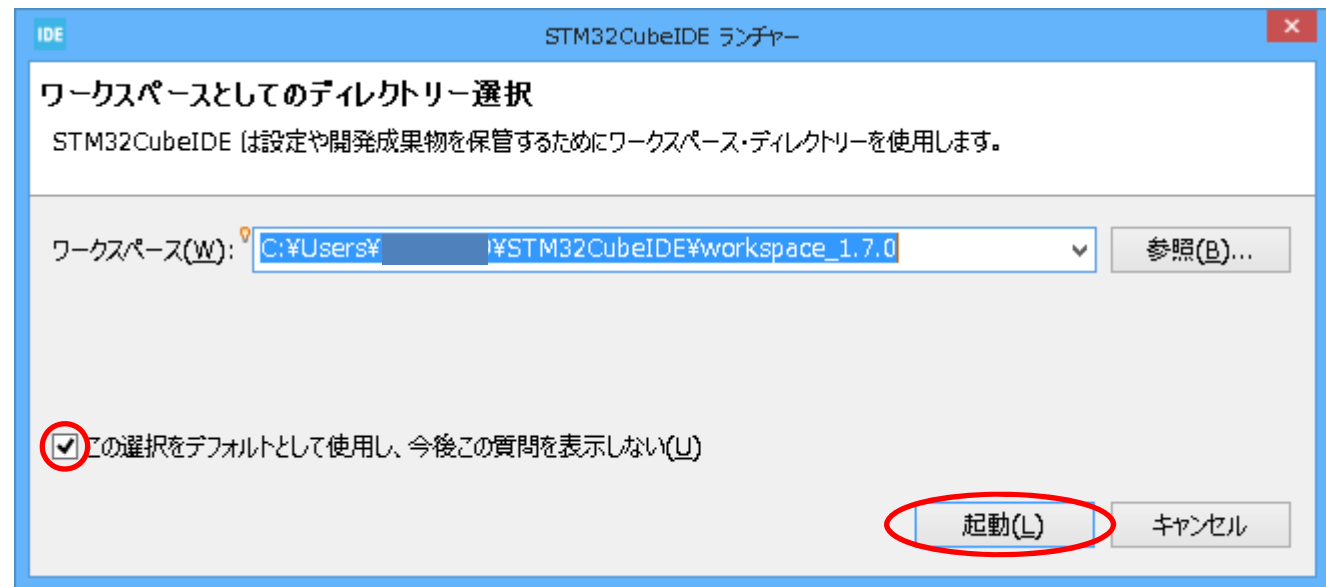 IDE
STM32CubeIDE ランチャー
ワークスペースとしてのディレクトリー選択
STM32CubeIDE は設定や開発成果物を保管するためにワークスペース・ディレクトリーを使用します。
ワークスペース(W): C:¥Users¥ ¥STM32CubeIDE¥workspace_1.7.0 参照(B)...
この選択をデフォルトとして使用し、今後この質問を表示しない(U)
起動(L) キャンセル